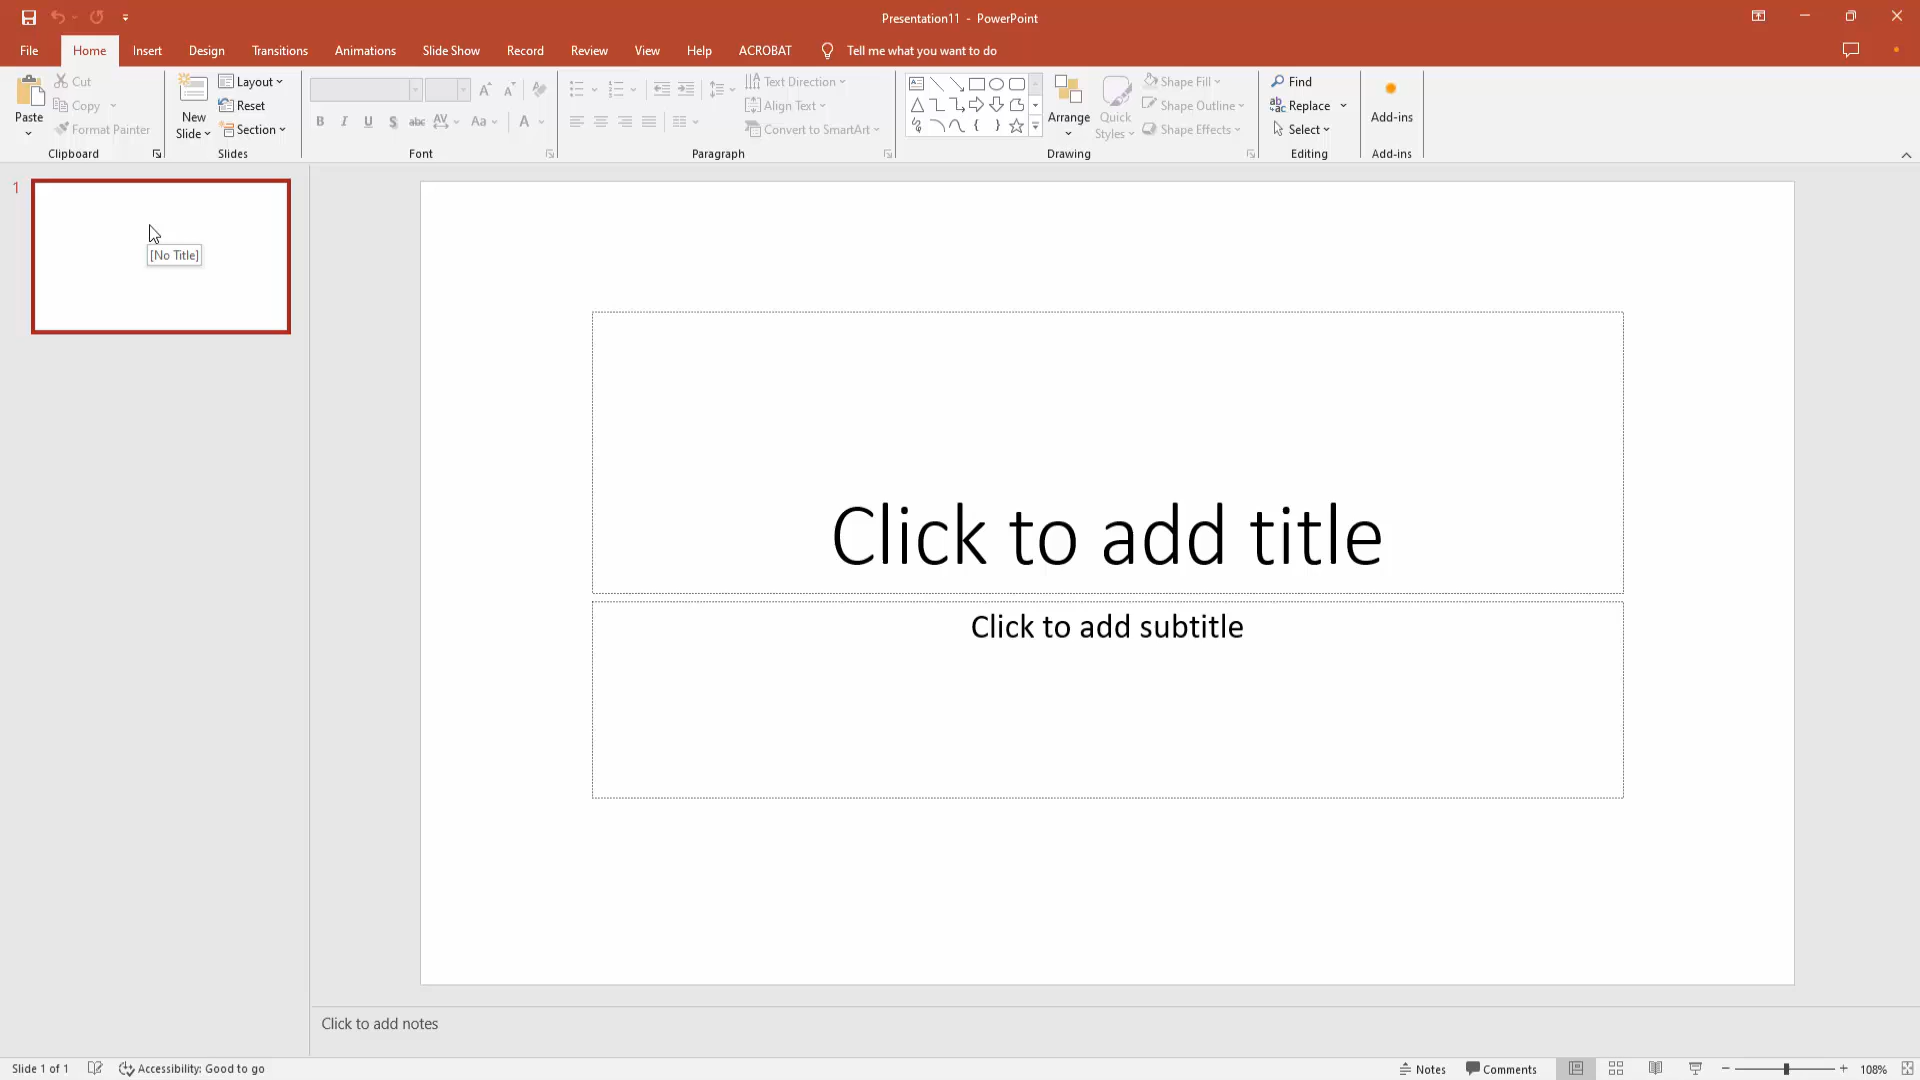 Presentation11 - PowerPoint
File Home Insert Design Transitions Animations Slide Show Record Review View Help ACROBAT Tell me what you want to do
Paste
Cut
Copy
Format Painter
Clipboard
New
Slide
Layout
Reset
Section
Slides
B I U S abc AV Aa A
Font
Text Direction
Align Text
Convert to SmartArt
Paragraph
Arrange
Quick
Styles
Shape Fill
Shape Outline
Shape Effects
Drawing
Find
Replace
Select
Editing
Add-ins
Add-ins
1
[No Title]
Click to add title
Click to add subtitle
Click to add notes
Slide 1 of 1 Accessibility: Good to go Notes Comments 108%